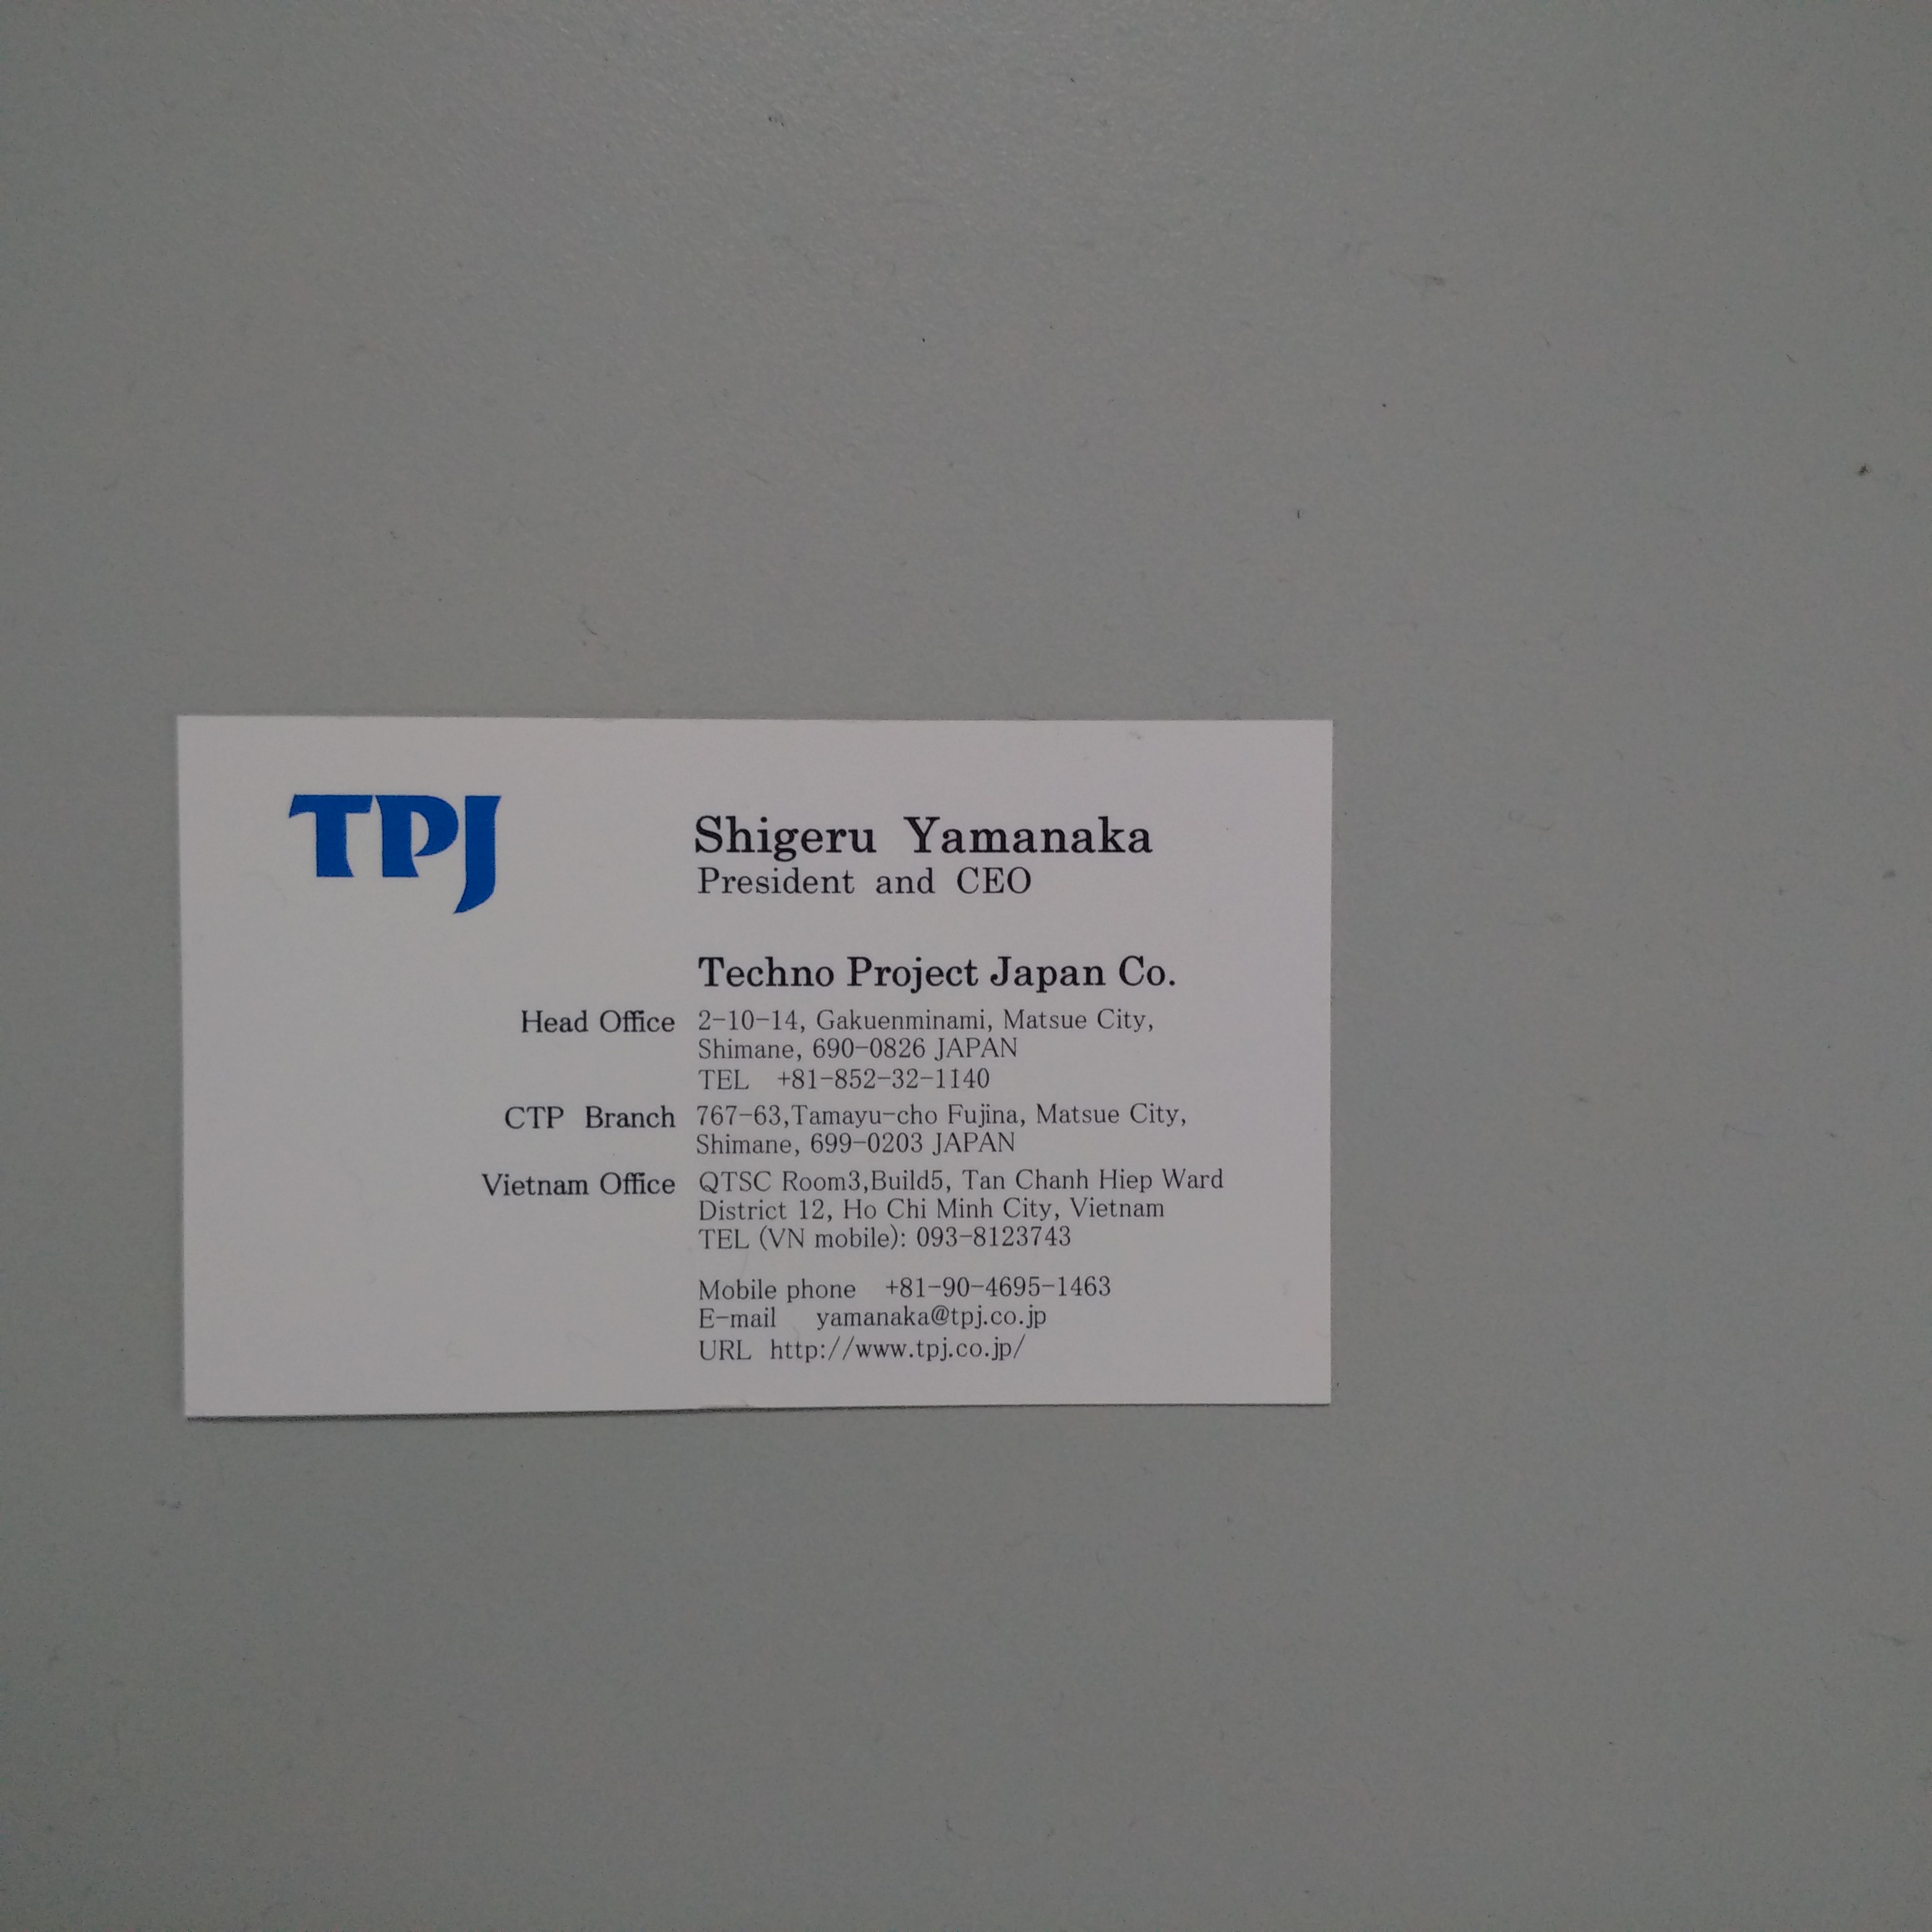 TPJ
Shigeru Yamanaka
President and CEO
Techno Project Japan Co.
Head Office 2-10-14, Gakuenminami, Matsue City,
Shimane, 690-0826 JAPAN
TEL +81-852-32-1140
CTP Branch 767-63,Tamayu-cho Fujina, Matsue City,
Shimane, 699-0203 JAPAN
Vietnam Office QTSC Room3,Build5, Tan Chanh Hiep Ward
District 12, Ho Chi Minh City, Vietnam
TEL (VN mobile): 093-8123743
Mobile phone +81-90-4695-1463
E-mail yamanaka@tpj.co.jp
URL http://www.tpj.co.jp/